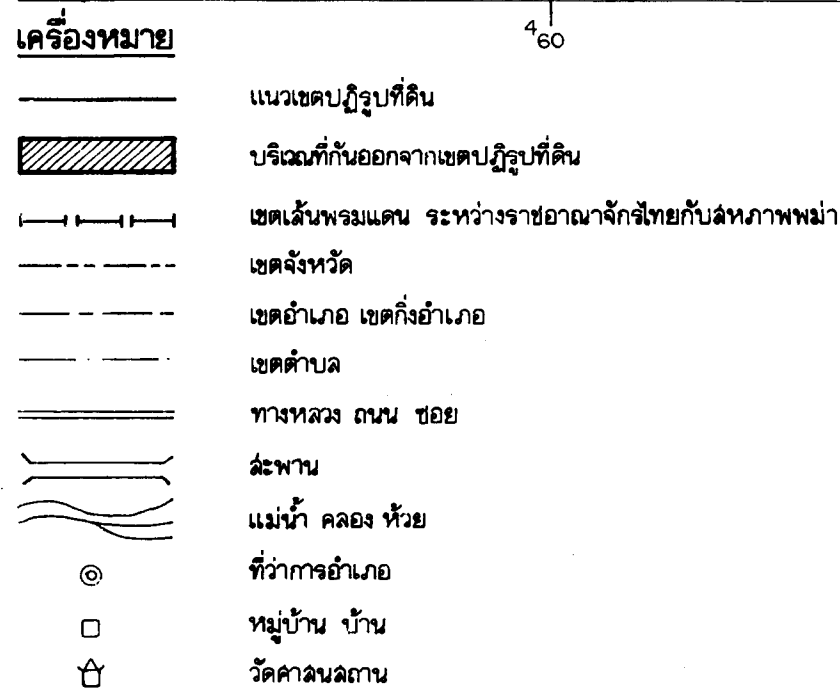 ⁴60
เครื่องหมาย
แนวเขตปฏิรูปที่ดิน
บริเวณที่กันออกจากเขตปฏิรูปที่ดิน
เขตเส้นพรมแดน ระหว่างราชอาณาจักรไทยกับสหภาพพม่า
เขตจังหวัด
เขตอำเภอ เขตกิ่งอำเภอ
เขตตำบล
ทางหลวง ถนน ซอย
สะพาน
แม่น้ำ คลอง ห้วย
ที่ว่าการอำเภอ
หมู่บ้าน บ้าน
วัดศาสนสถาน